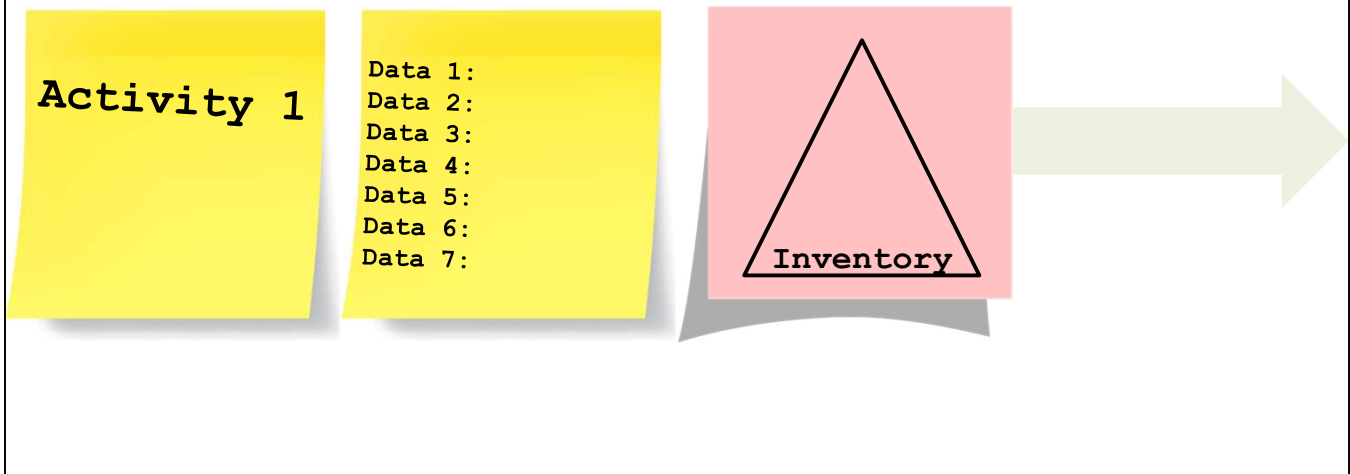 Activity 1
Data 1:
Data 2:
Data 3:
Data 4:
Data 5:
Data 6:
Data 7:
Inventory